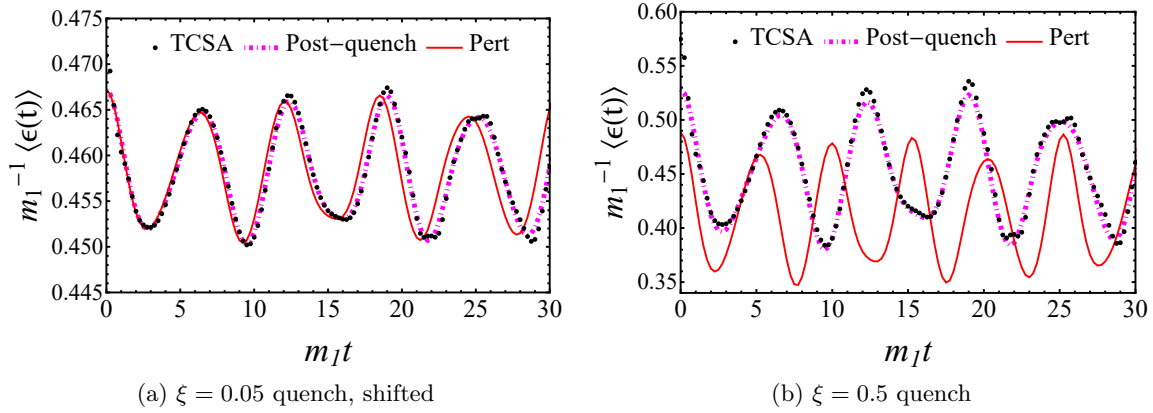 TCSA Post−quench Pert
0.475
0.470
0.465
0.460
0.455
0.450
0.445
m₁⁻¹ ⟨ϵ(t)⟩
0 5 10 15 20 25 30
m₁t
(a) ξ = 0.05 quench, shifted
TCSA Post−quench Pert
0.60
0.55
0.50
0.45
0.40
0.35
m₁⁻¹ ⟨ϵ(t)⟩
0 5 10 15 20 25 30
m₁t
(b) ξ = 0.5 quench